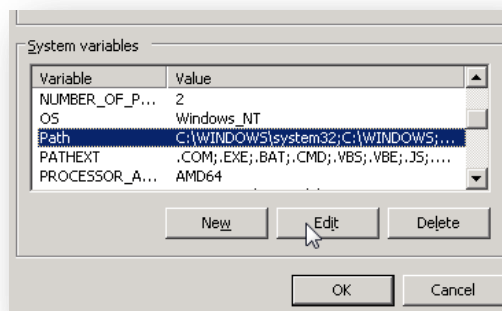 System variables
Variable Value
NUMBER_OF_P... 2
OS Windows_NT
Path C:\WINDOWS\system32;C:\WINDOWS;...
PATHEXT .COM;.EXE;.BAT;.CMD;.VBS;.VBE;.JS;....
PROCESSOR_A... AMD64
New Edit Delete
OK Cancel